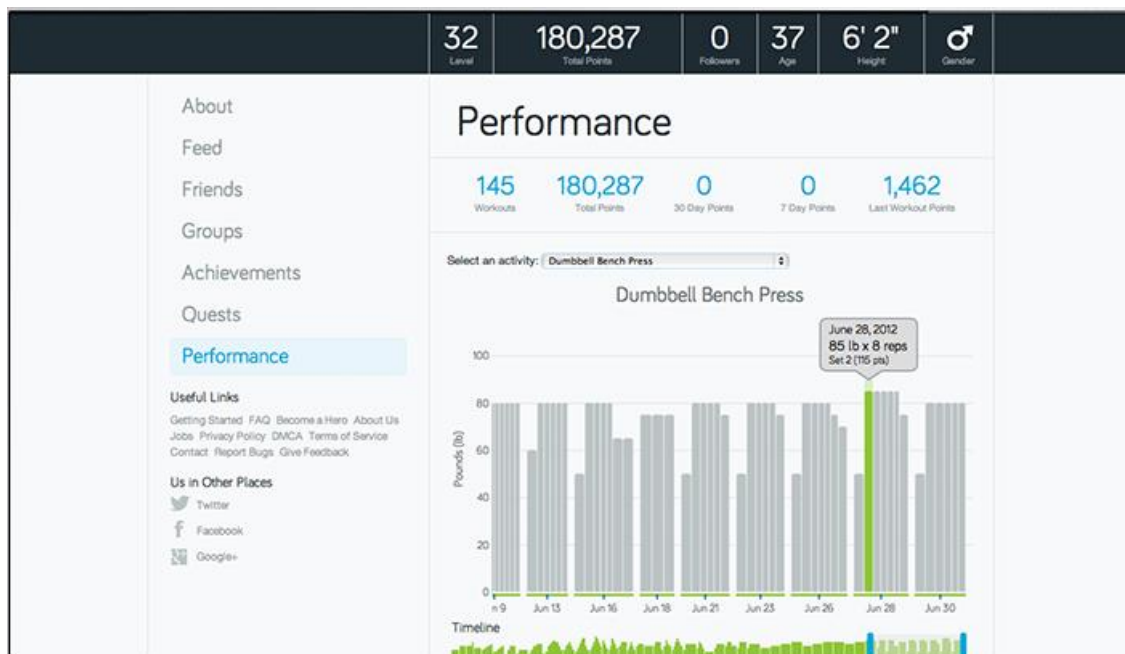 32 180,287 0 37 6' 2"
Level Total Points Followers Age Height Gender
About
Feed
Friends
Groups
Achievements
Quests
Performance
Useful Links
Getting Started FAQ Become a Hero About Us
Jobs Privacy Policy DMCA Terms of Service
Contact Report Bugs Give Feedback
Us in Other Places
Twitter
Facebook
Google+
Performance
145 180,287 0 0 1,462
Workouts Total Points 30 Day Points 7 Day Points Last Workout Points
Select an activity: Dumbbell Bench Press
Dumbbell Bench Press
June 28, 2012
85 lb x 8 reps
Set 2 (115 pts)
100
80
60
40
20
0
Pounds (lb)
n 9 Jun 13 Jun 16 Jun 18 Jun 21 Jun 23 Jun 26 Jun 28 Jun 30
Timeline